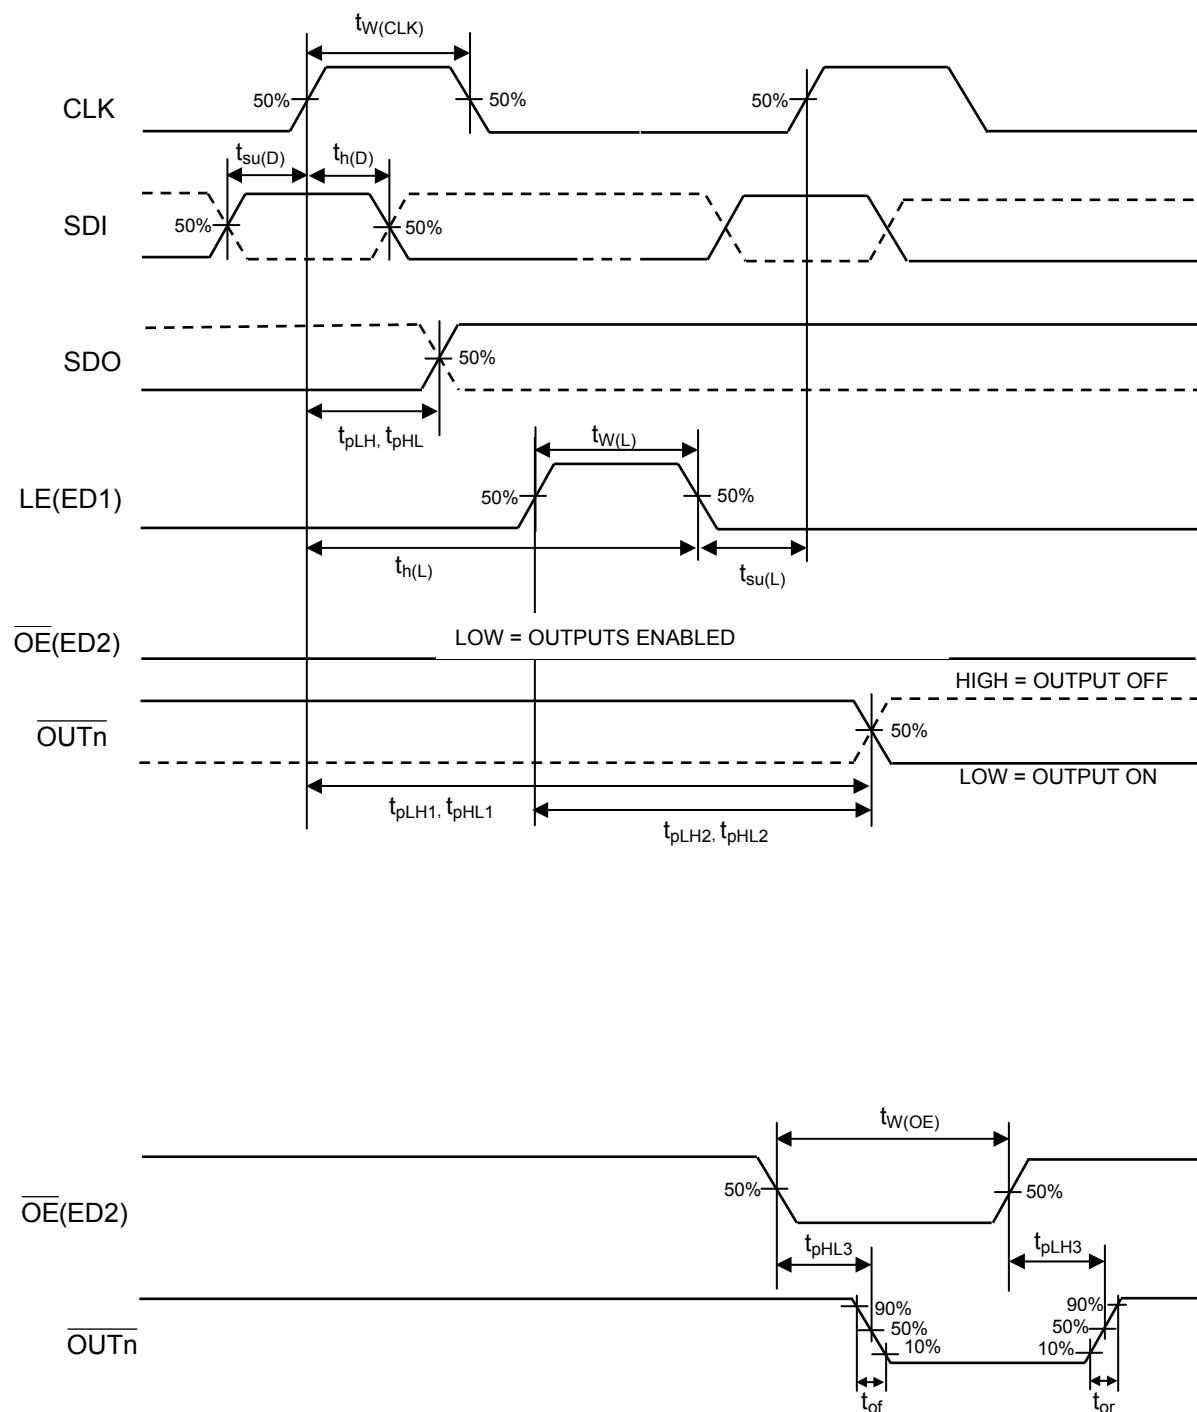 tW(CLK)
CLK
50%
50%
50%
tsu(D)
th(D)
SDI
50%
50%
SDO
50%
tpLH, tpHL
tW(L)
LE(ED1)
50%
50%
th(L)
tsu(L)
OE(ED2)
LOW = OUTPUTS ENABLED
HIGH = OUTPUT OFF
OUTn
50%
LOW = OUTPUT ON
tpLH1, tpHL1
tpLH2, tpHL2
tW(OE)
OE(ED2)
50%
50%
tpHL3
tpLH3
OUTn
90%
50%
10%
90%
50%
10%
tof
tor